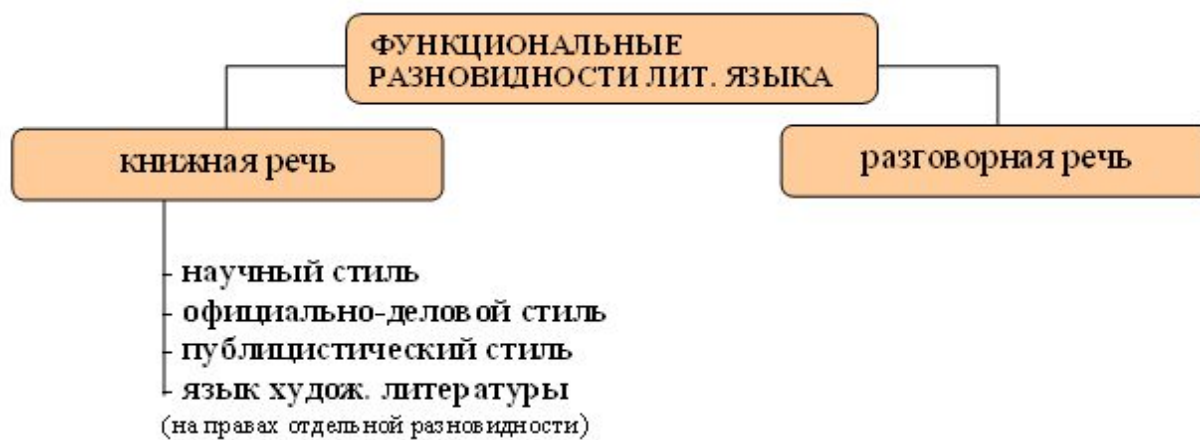 ФУНКЦИОНАЛЬНЫЕ
РАЗНОВИДНОСТИ ЛИТ. ЯЗЫКА
книжная речь
разговорная речь
- научный стиль
- официально-деловой стиль
- публицистический стиль
- язык худож. литературы
(на правах отдельной разновидности)